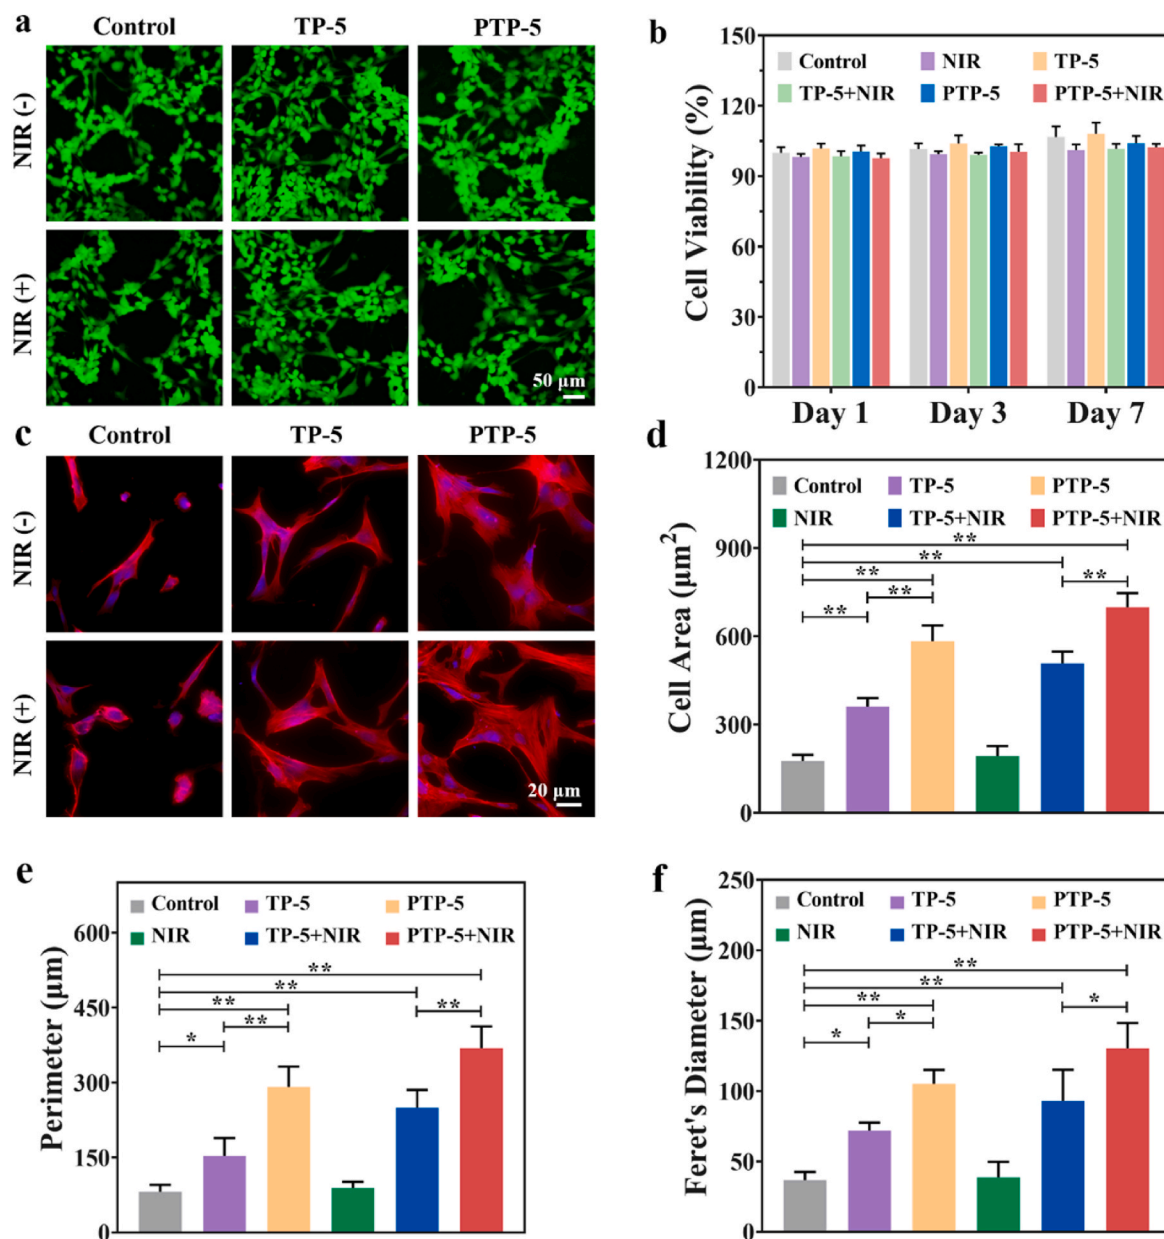 a
Control TP-5 PTP-5
NIR (-)
NIR (+)
50 μm
b
Cell Viability (%)
150
120
90
60
30
0
Control NIR TP-5
TP-5+NIR PTP-5 PTP-5+NIR
Day 1 Day 3 Day 7
c
Control TP-5 PTP-5
NIR (-)
NIR (+)
20 μm
d
Cell Area (μm²)
1200
900
600
300
0
Control TP-5 PTP-5
NIR TP-5+NIR PTP-5+NIR
**
**
**
** **
**
e
Perimeter (μm)
600
450
300
150
0
Control TP-5 PTP-5
NIR TP-5+NIR PTP-5+NIR
**
**
** **
**
*
f
Feret's Diameter (μm)
250
200
150
100
50
0
Control TP-5 PTP-5
NIR TP-5+NIR PTP-5+NIR
**
**
** *
*
*